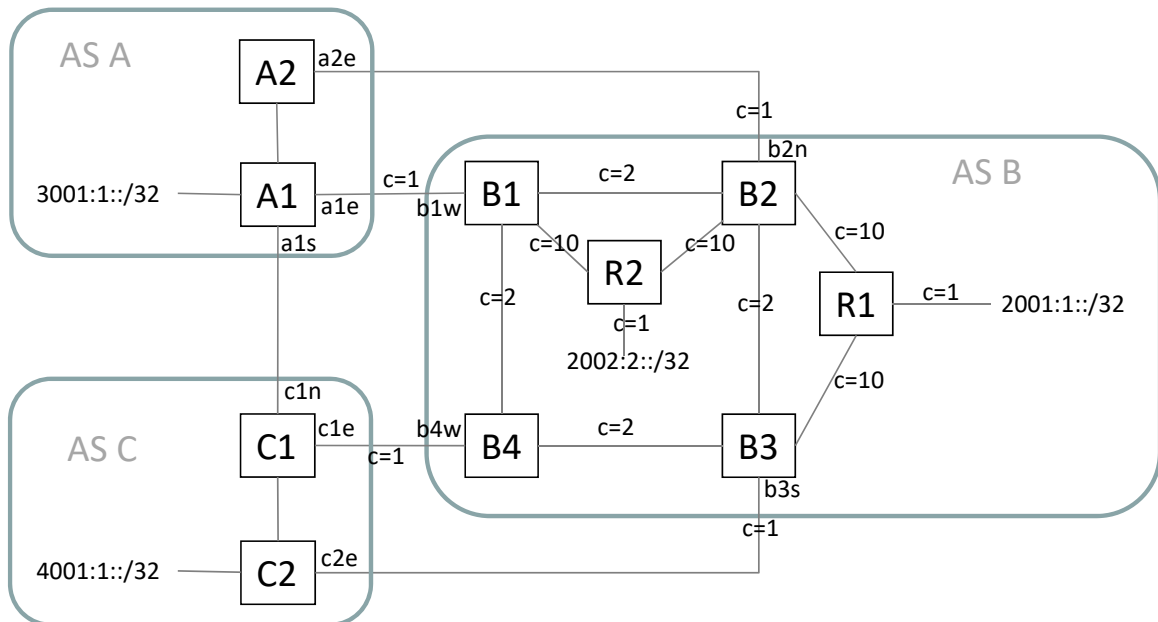 AS A
A2
a2e
c=1
b2n
3001:1::/32
A1
a1e
a1s
c=1
b1w
B1
c=2
B2
AS B
c=10
c=10
c=10
R2
c=2
c=2
c=1
2002:2::/32
R1
c=1
2001:1::/32
c=10
c1n
AS C
C1
c1e
c=1
b4w
B4
c=2
B3
b3s
c=1
4001:1::/32
C2
c2e